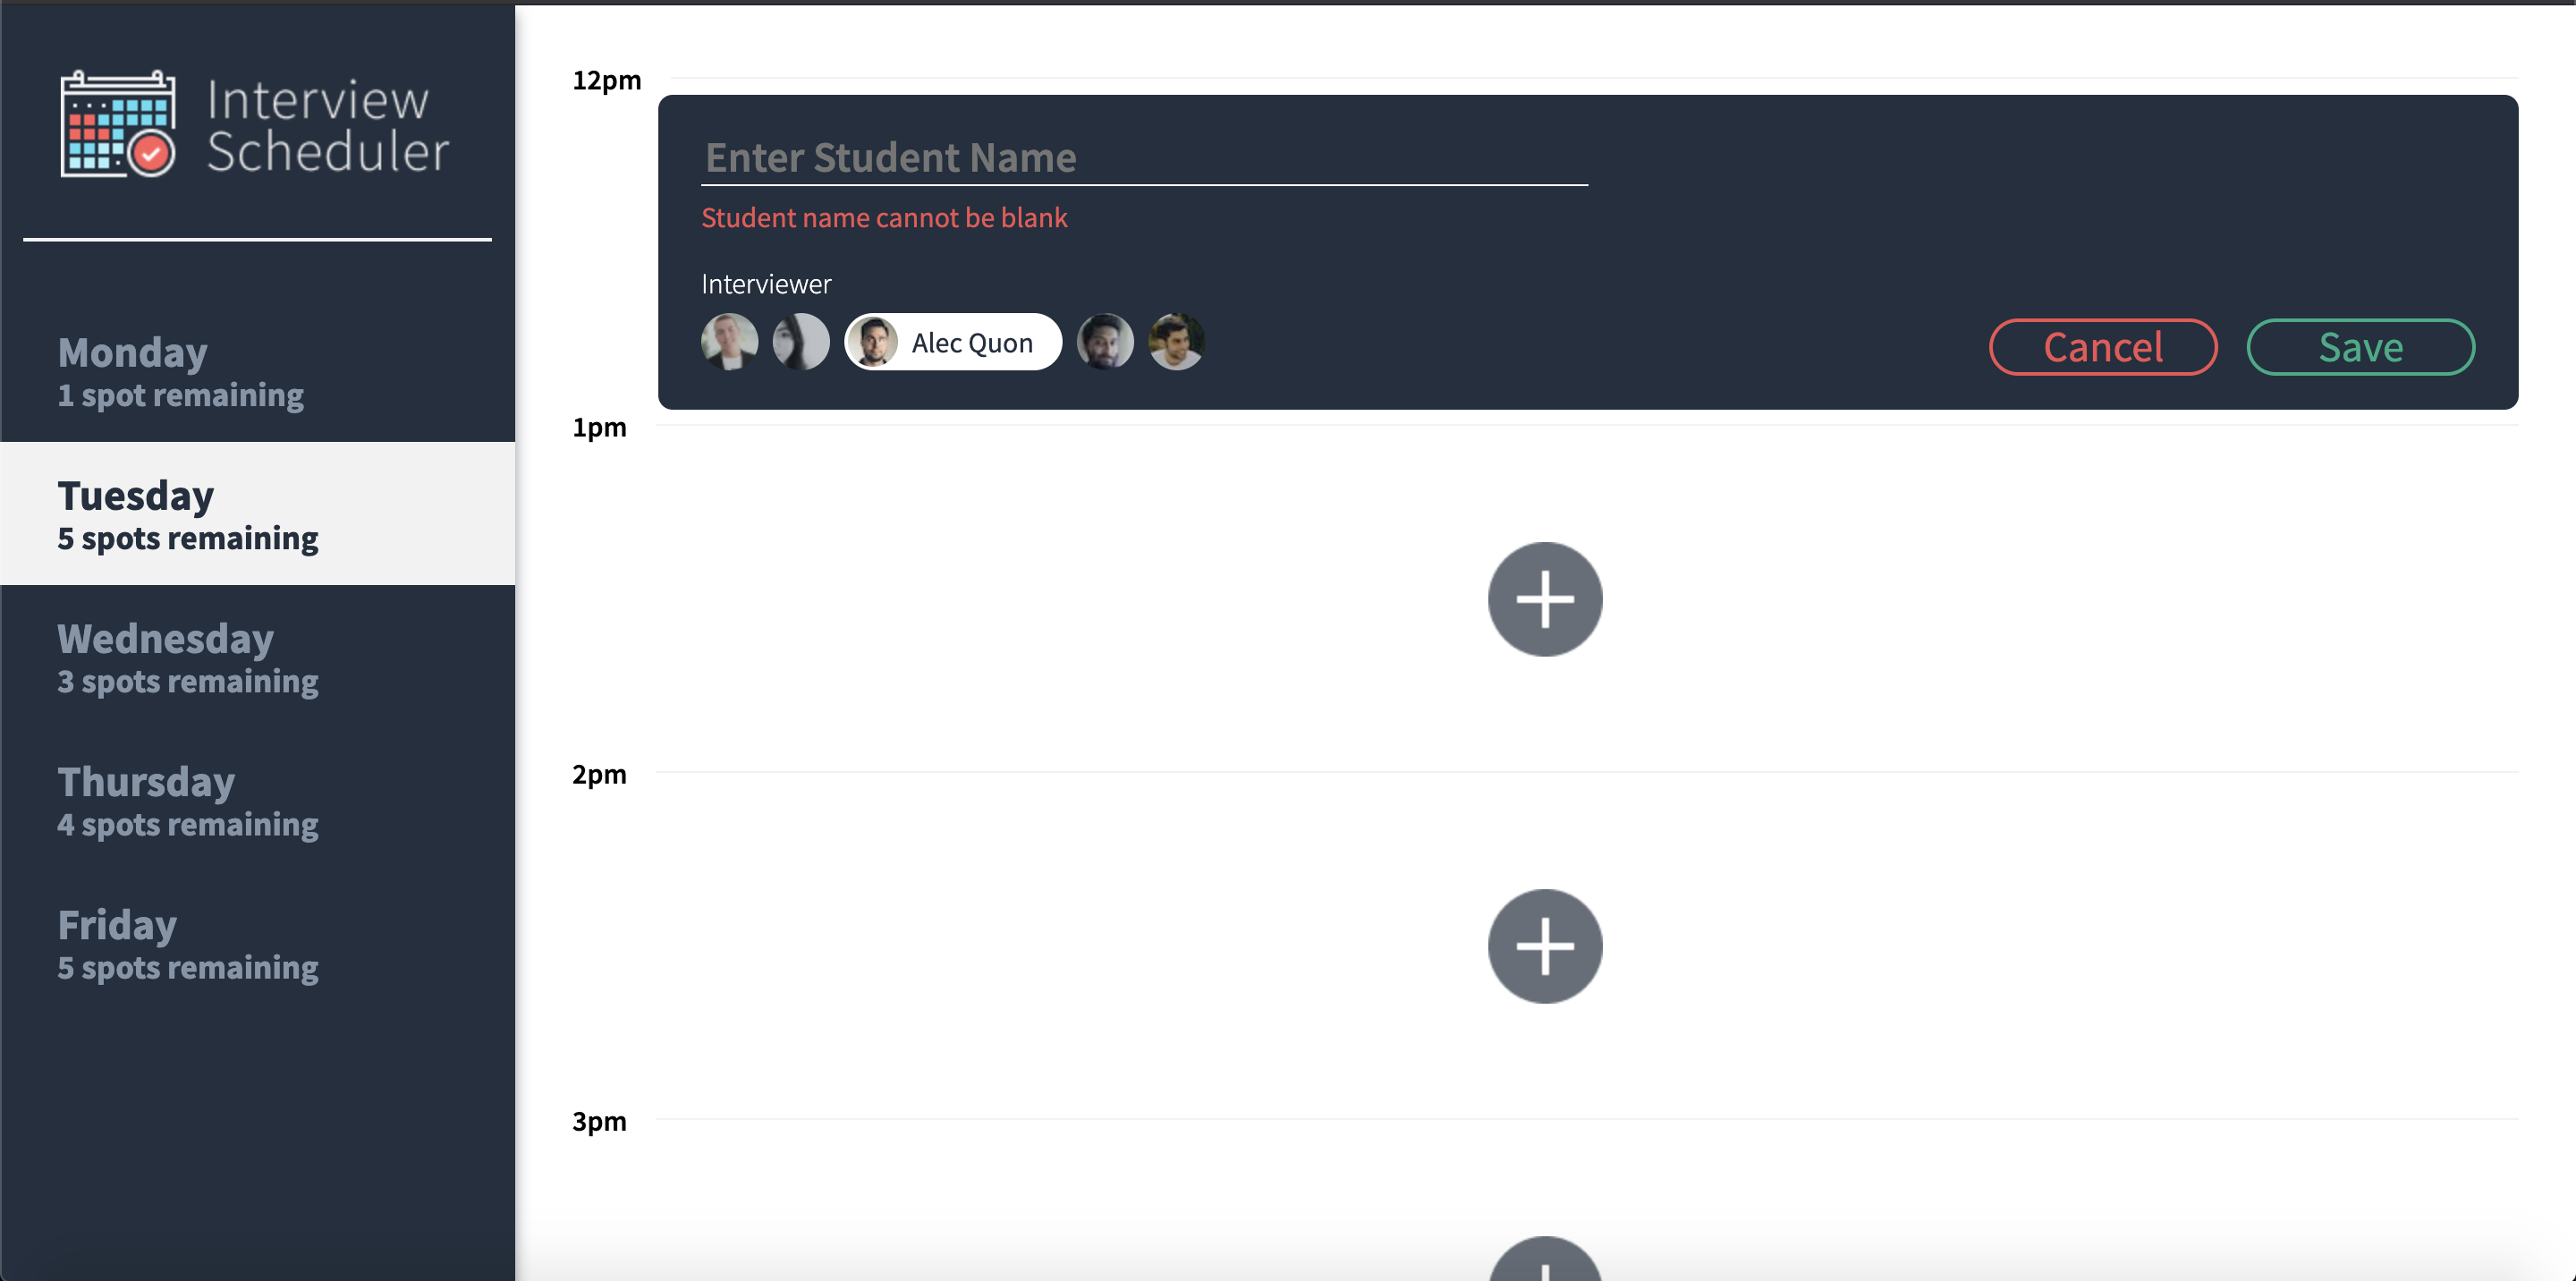 Interview
Scheduler
Monday
1 spot remaining
Tuesday
5 spots remaining
Wednesday
3 spots remaining
Thursday
4 spots remaining
Friday
5 spots remaining
12pm
Enter Student Name
Student name cannot be blank
Interviewer
Alec Quon
Cancel
Save
1pm
2pm
3pm